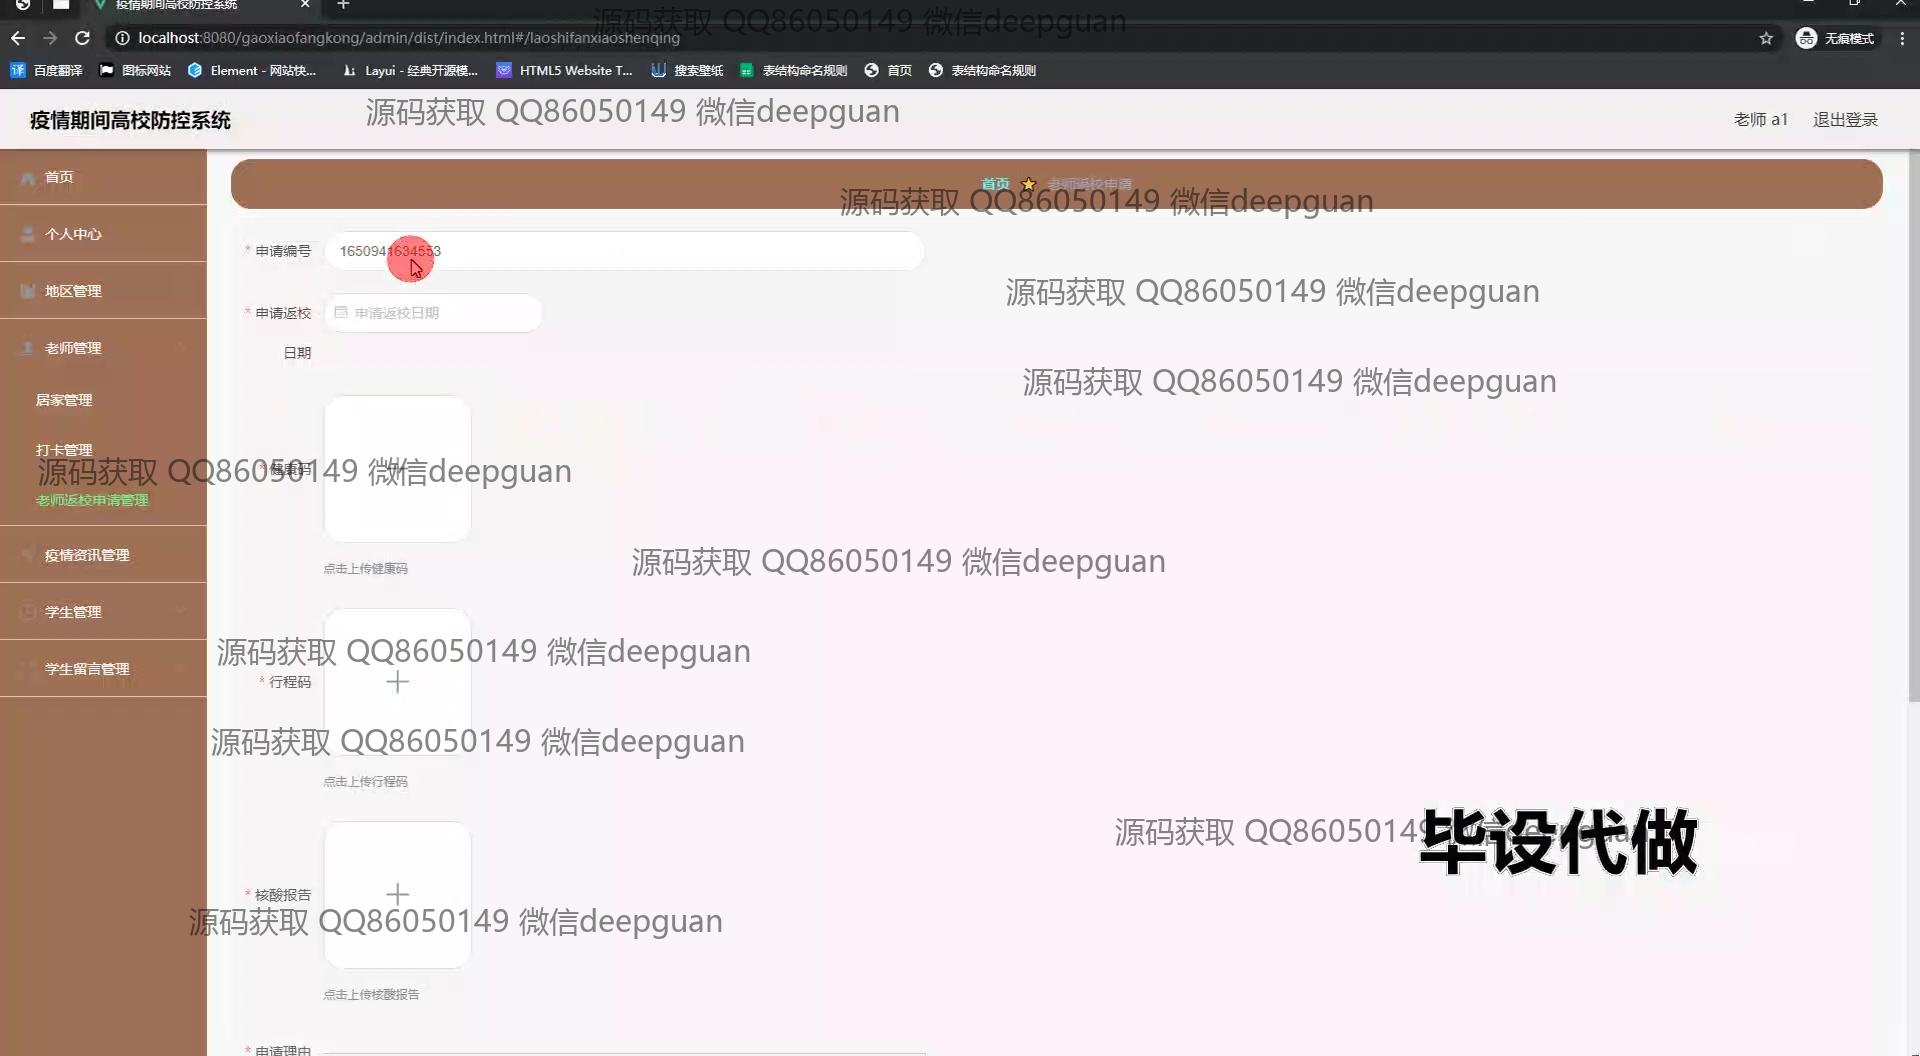 疫情期间高校防控系统
源码获取 QQ86050149 微信deepguan
localhost:8080/gaoxiaofangkong/admin/dist/index.html#/laoshifanxiaoshenqing
无痕模式
百度翻译
图标网站
Element - 网站快...
Layui - 经典开源模...
HTML5 Website T...
搜索壁纸
表结构命名规则
首页
表结构命名规则
疫情期间高校防控系统
源码获取 QQ86050149 微信deepguan
老师 a1
退出登录
首页
首页
老师返校申请
源码获取 QQ86050149 微信deepguan
个人中心
* 申请编号
1650941634553
地区管理
源码获取 QQ86050149 微信deepguan
* 申请返校
日期
申请返校日期
老师管理
源码获取 QQ86050149 微信deepguan
居家管理
打卡管理
* 健康码
源码获取 QQ86050149 微信deepguan
老师返校申请管理
疫情资讯管理
点击上传健康码
源码获取 QQ86050149 微信deepguan
学生管理
源码获取 QQ86050149 微信deepguan
学生留言管理
* 行程码
源码获取 QQ86050149 微信deepguan
点击上传行程码
源码获取 QQ86050149
毕设代做
* 核酸报告
源码获取 QQ86050149 微信deepguan
点击上传核酸报告
* 申请理由